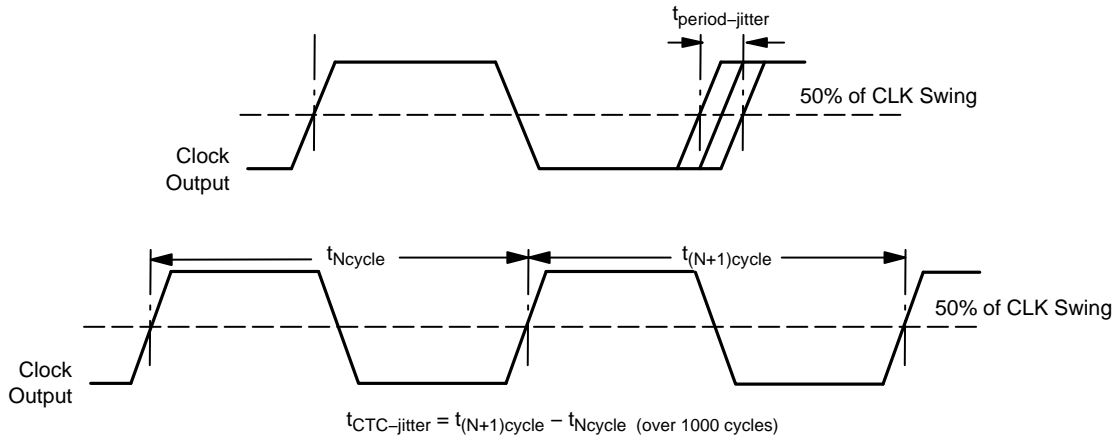 t_period–jitter
50% of CLK Swing
Clock
Output
t_Ncycle
t_(N+1)cycle
50% of CLK Swing
Clock
Output
t_CTC–jitter = t_(N+1)cycle – t_Ncycle (over 1000 cycles)